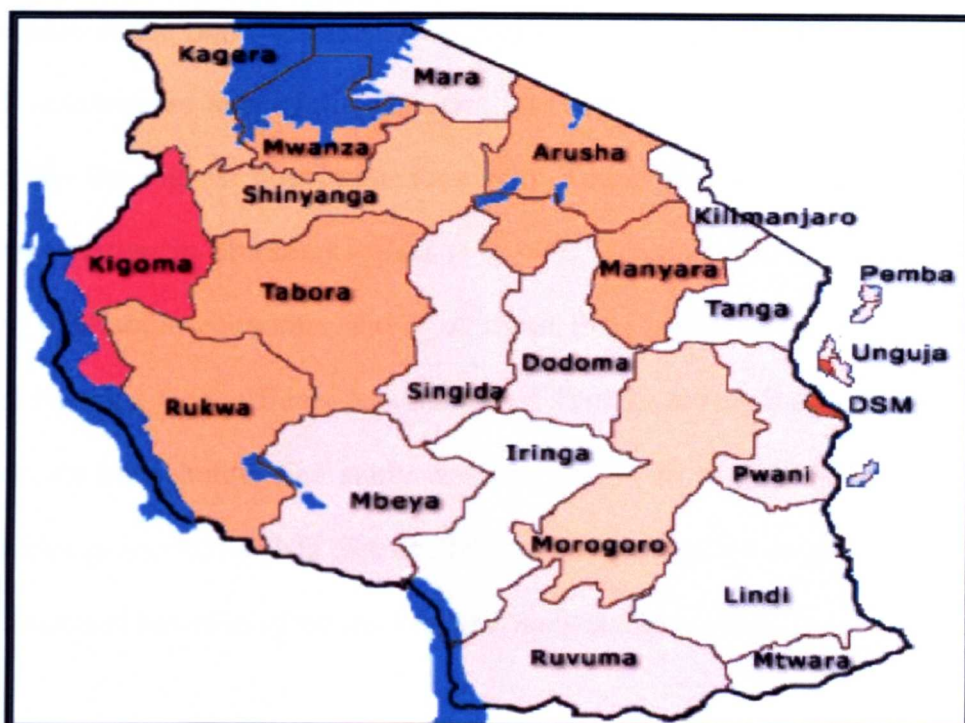 Kagera
Mara
Mwanza
Arusha
Shinyanga
Kilimanjaro
Kigoma
Manyara
Pemba
Tabora
Tanga
Unguja
Dodoma
Singida
DSM
Rukwa
Iringa
Pwani
Mbeya
Morogoro
Lindi
Ruvuma
Mtwara